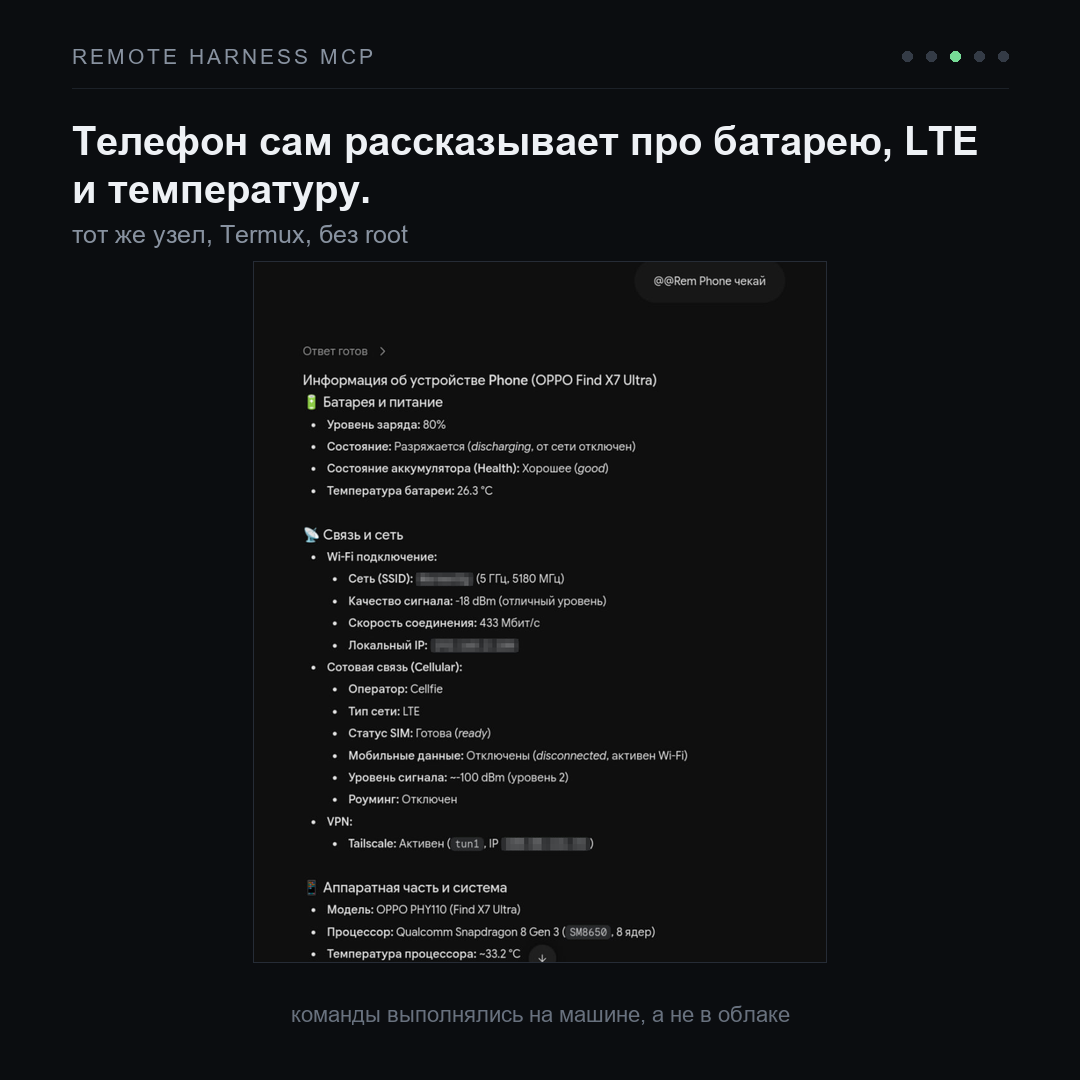 REMOTE HARNESS MCP
Телефон сам рассказывает про батарею, LTE
и температуру.
тот же узел, Termux, без root
@@Rem Phone чекай
Ответ готов
Информация об устройстве Phone (OPPO Find X7 Ultra)
Батарея и питание
Уровень заряда: 80%
Состояние: Разряжается (discharging, от сети отключен)
Состояние аккумулятора (Health): Хорошее (good)
Температура батареи: 26.3 °C
Связь и сеть
Wi-Fi подключение:
Сеть (SSID): (5 ГГц, 5180 МГц)
Качество сигнала: -18 dBm (отличный уровень)
Скорость соединения: 433 Мбит/с
Локальный IP:
Сотовая связь (Cellular):
Оператор: Cellfie
Тип сети: LTE
Статус SIM: Готова (ready)
Мобильные данные: Отключены (disconnected, активен Wi-Fi)
Уровень сигнала: ~-100 dBm (уровень 2)
Роуминг: Отключен
VPN:
Tailscale: Активен (tun1, IP )
Аппаратная часть и система
Модель: OPPO PHY110 (Find X7 Ultra)
Процессор: Qualcomm Snapdragon 8 Gen 3 (SM8650, 8 ядер)
Температура процессора: ~33.2 °C
команды выполнялись на машине, а не в облаке